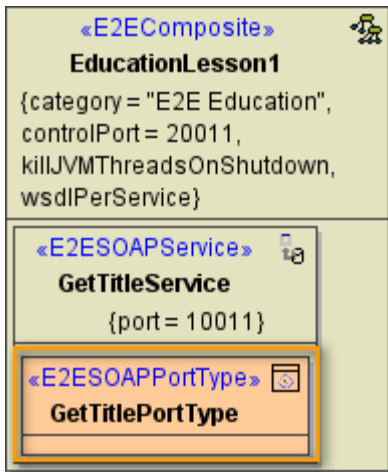 «E2EComposite»
EducationLesson1
{category = "E2E Education",
controlPort = 20011,
killJVMThreadsOnShutdown,
wsdlPerService}
«E2ESOAPService»
GetTitleService
{port = 10011}
«E2ESOAPPortType»
GetTitlePortType